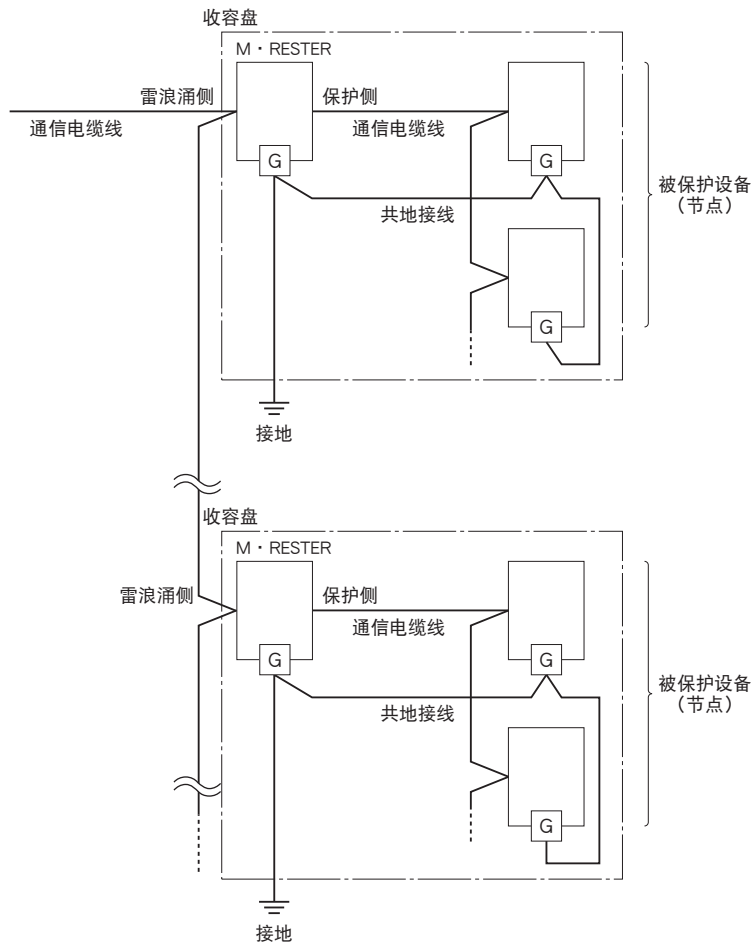 收容盘
M・RESTER
雷浪涌侧
保护侧
通信电缆线
通信电缆线
G
G
共地接线
被保护设备
（节点）
G
接地
收容盘
M・RESTER
雷浪涌侧
保护侧
通信电缆线
G
G
共地接线
被保护设备
（节点）
G
接地